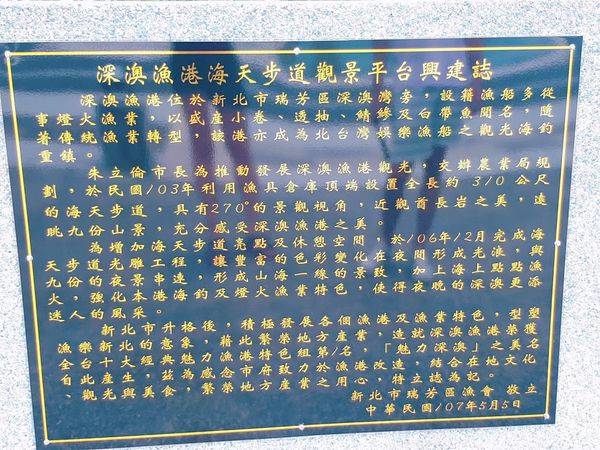 深澳漁港海天步道觀景平台興建誌
深澳漁港位於新北市瑞芳區深澳灣旁，設籍漁船多從
事燈火漁業，以盛產小卷、透抽、鯖鰺及白帶魚聞名，隨
著傳統漁業轉型，該港亦成為北台灣娛樂漁船之觀光海釣
重鎮。
朱立倫市長為推動發展深澳漁港觀光，交辦農業局規
劃，於民國103年利用漁具倉庫頂端設置全長約 310 公尺
的海天步道，具有270°的景觀視角，近觀酋長岩之美，遠
眺九份山景，充分感受深澳漁港之美。
為增加海天步道亮點及休憩空間，於106年12月完成海
天步道光雕工程，讓豐富的色彩變化在夜間形成光浪，與
九份的夜景串連，形成山海一線的景致，加上海上點點漁
火，強化本港海釣及燈火漁業特色，使得夜晚的深澳更添
迷人的風采。
新北市升格後，積極發展各個漁港及漁業特色，型塑
漁樂新北的意象，藉此繁榮地方產業，造就深澳漁港榮獲
全台十大經典魅力漁港特色組第1名，「魅力深澳」之美名
自此產生，茲為感念市府致力於漁港改造，結合在地文化
、觀光與美食，繁榮地方產業之用心，特立誌為記。
新北市瑞芳區漁會 敬立
中華民國107年5月5日